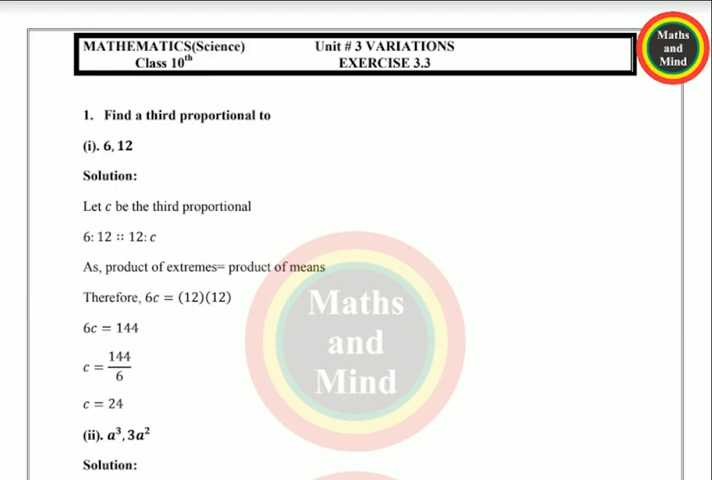 MATHEMATICS(Science) Unit # 3 VARIATIONS
Class 10th EXERCISE 3.3
Maths
and
Mind
1. Find a third proportional to
(i). 6, 12
Solution:
Let c be the third proportional
6: 12 :: 12: c
As, product of extremes= product of means
Therefore, 6c = (12)(12)
6c = 144
c = 144/6
c = 24
(ii). a³, 3a²
Solution:
Maths
and
Mind